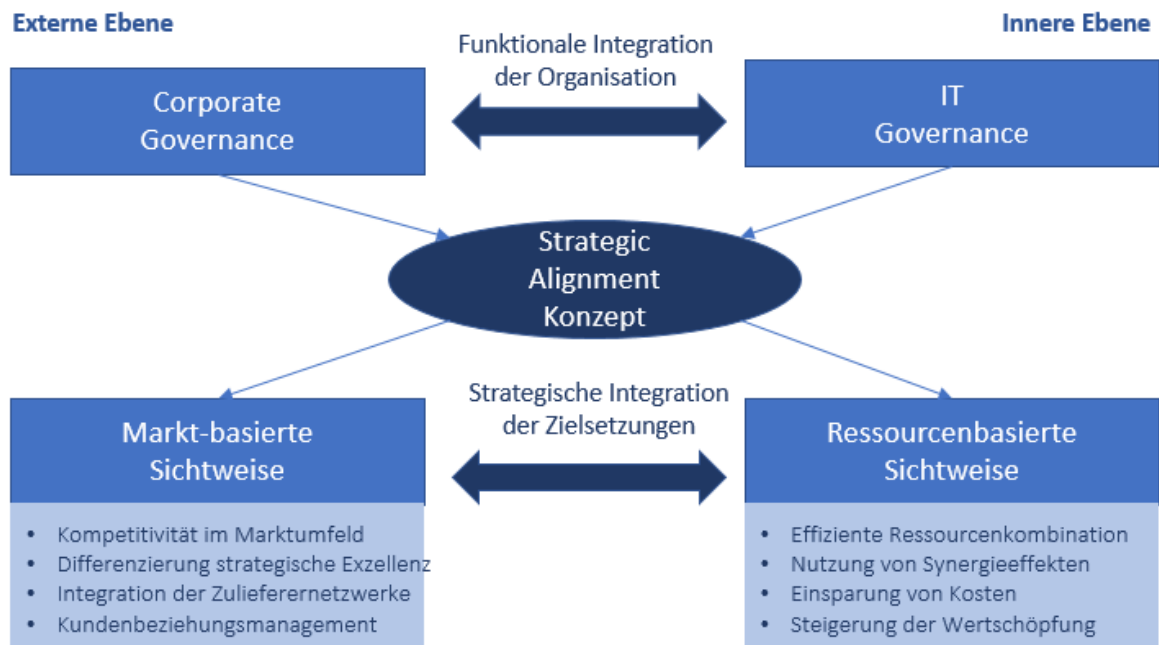 Externe Ebene
Innere Ebene
Funktionale Integration
der Organisation
Corporate
Governance
IT
Governance
Strategic
Alignment
Konzept
Strategische Integration
der Zielsetzungen
Markt-basierte
Sichtweise
Ressourcenbasierte
Sichtweise
• Kompetitivität im Marktumfeld
• Differenzierung strategische Exzellenz
• Integration der Zulieferernetzwerke
• Kundenbeziehungsmanagement
• Effiziente Ressourcenkombination
• Nutzung von Synergieeffekten
• Einsparung von Kosten
• Steigerung der Wertschöpfung